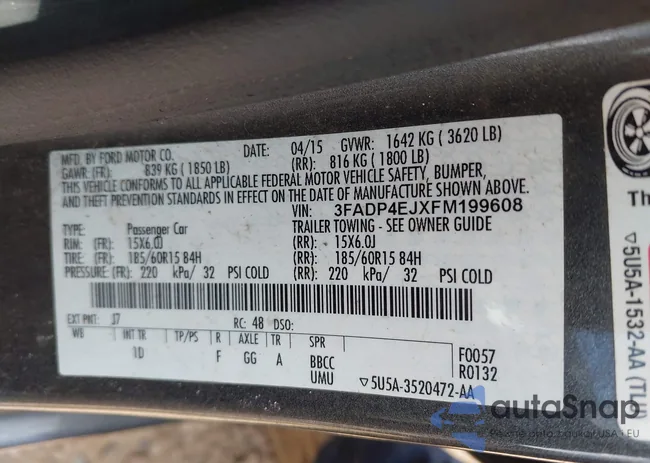 MFD. BY FORD MOTOR CO. DATE: 04/15 GVWR: 1642 KG ( 3620 LB)
GAWR: (FR): 839 KG ( 1850 LB) (RR): 816 KG ( 1800 LB)
THIS VEHICLE CONFORMS TO ALL APPLICABLE FEDERAL MOTOR VEHICLE SAFETY, BUMPER,
AND THEFT PREVENTION STANDARDS IN EFFECT ON THE DATE OF MANUFACTURE SHOWN ABOVE.
VIN: 3FADP4EJXFM199608
TYPE: Passenger Car TRAILER TOWING - SEE OWNER GUIDE
RIM: (FR): 15X6.0J (RR): 15X6.0J
TIRE: (FR): 185/60R15 84H (RR): 185/60R15 84H
PRESSURE: (FR): 220 kPa/ 32 PSI COLD (RR): 220 kPa/ 32 PSI COLD
EXT PNT: J7 RC: 48 DSO:
WB INT TR TP/PS R AXLE TR SPR
1D F GG A BBCC F0057
UMU R0132
▽5U5A-3520472-AA
Th
▽5U5A-1532-AA (TLI
autoSnap